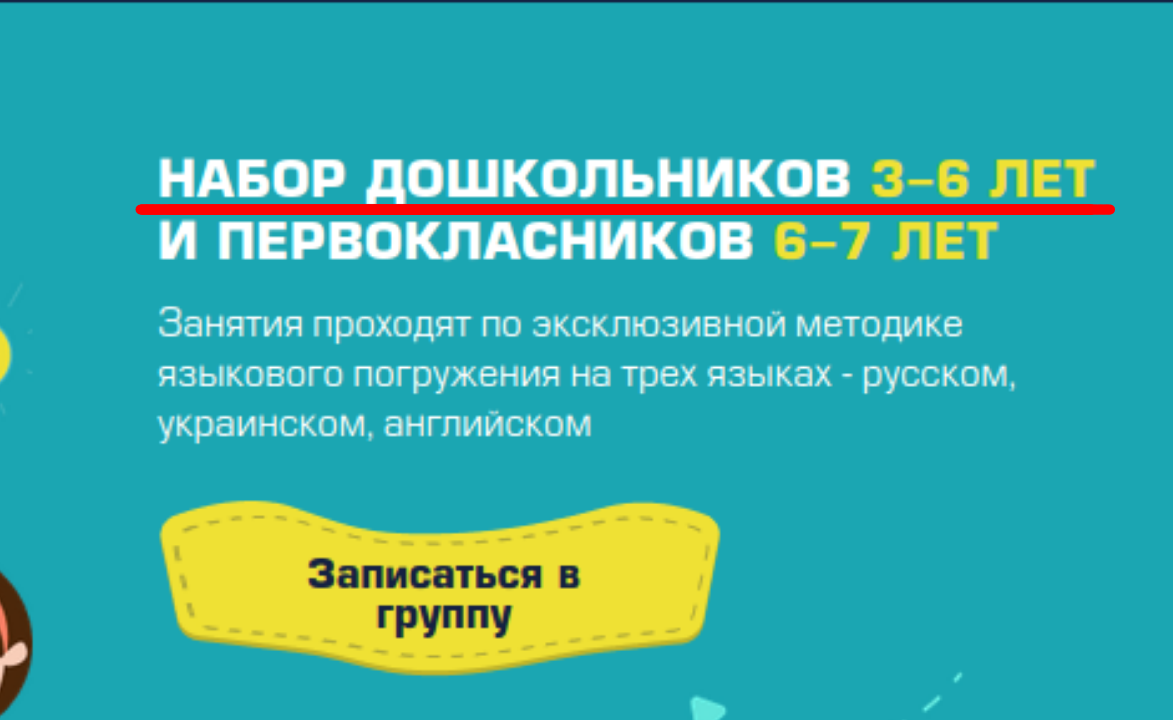 НАБОР ДОШКОЛЬНИКОВ 3–6 ЛЕТ
И ПЕРВОКЛАСНИКОВ 6–7 ЛЕТ
Занятия проходят по эксклюзивной методике
языкового погружения на трех языках - русском,
украинском, английском
Записаться в
группу